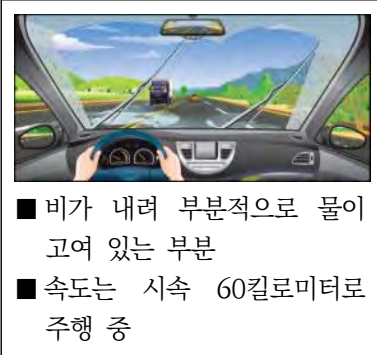 ■ 비가 내려 부분적으로 물이
고여 있는 부분
■ 속도는 시속 60킬로미터로
주행 중